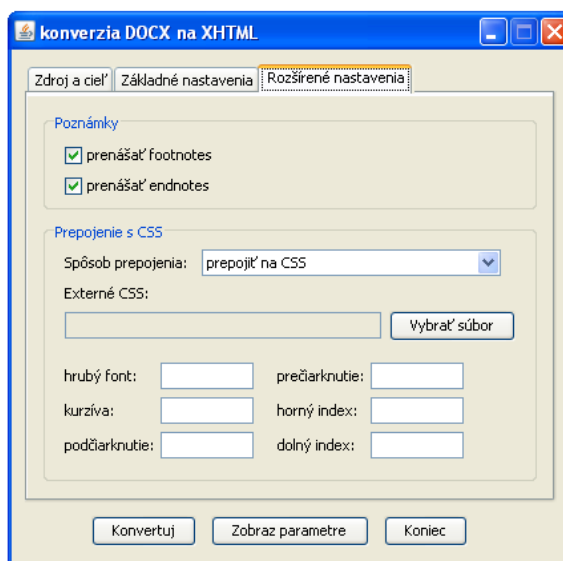 konverzia DOCX na XHTML
Zdroj a cieľ Základné nastavenia Rozšírené nastavenia
Poznámky
prenášať footnotes
prenášať endnotes
Prepojenie s CSS
Spôsob prepojenia: prepojiť na CSS
Externé CSS:
Vybrať súbor
hrubý font: prečiarknutie:
kurzíva: horný index:
podčiarknutie: dolný index:
Konvertuj Zobraz parametre Koniec